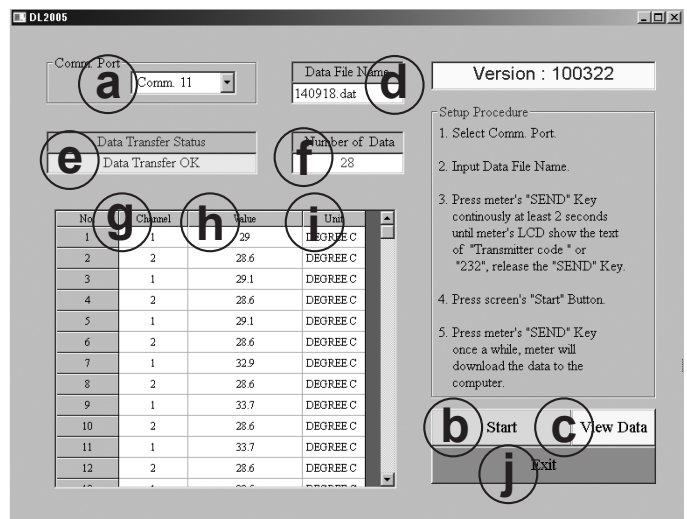 DL2005
Comm. Port
a
Comm. 11
Data File Name
d
140918.dat
Version : 100322
Data Transfer Status
e
Data Transfer OK
Number of Data
f
28
Setup Procedure
1. Select Comm. Port.
2. Input Data File Name.
3. Press meter's "SEND" Key
continously at least 2 seconds
until meter's LCD show the text
of "Transmitter code " or
"232", release the "SEND" Key.
4. Press screen's "Start" Button.
5. Press meter's "SEND" Key
once a while, meter will
download the data to the
computer.
No g Channel h Value i Unit
1 1 29 DEGREE C
2 2 28.6 DEGREE C
3 1 29.1 DEGREE C
4 2 28.6 DEGREE C
5 1 29.1 DEGREE C
6 2 28.6 DEGREE C
7 1 32.9 DEGREE C
8 2 28.6 DEGREE C
9 1 33.7 DEGREE C
10 2 28.6 DEGREE C
11 1 33.7 DEGREE C
12 2 28.6 DEGREE C
b Start
c View Data
j Exit